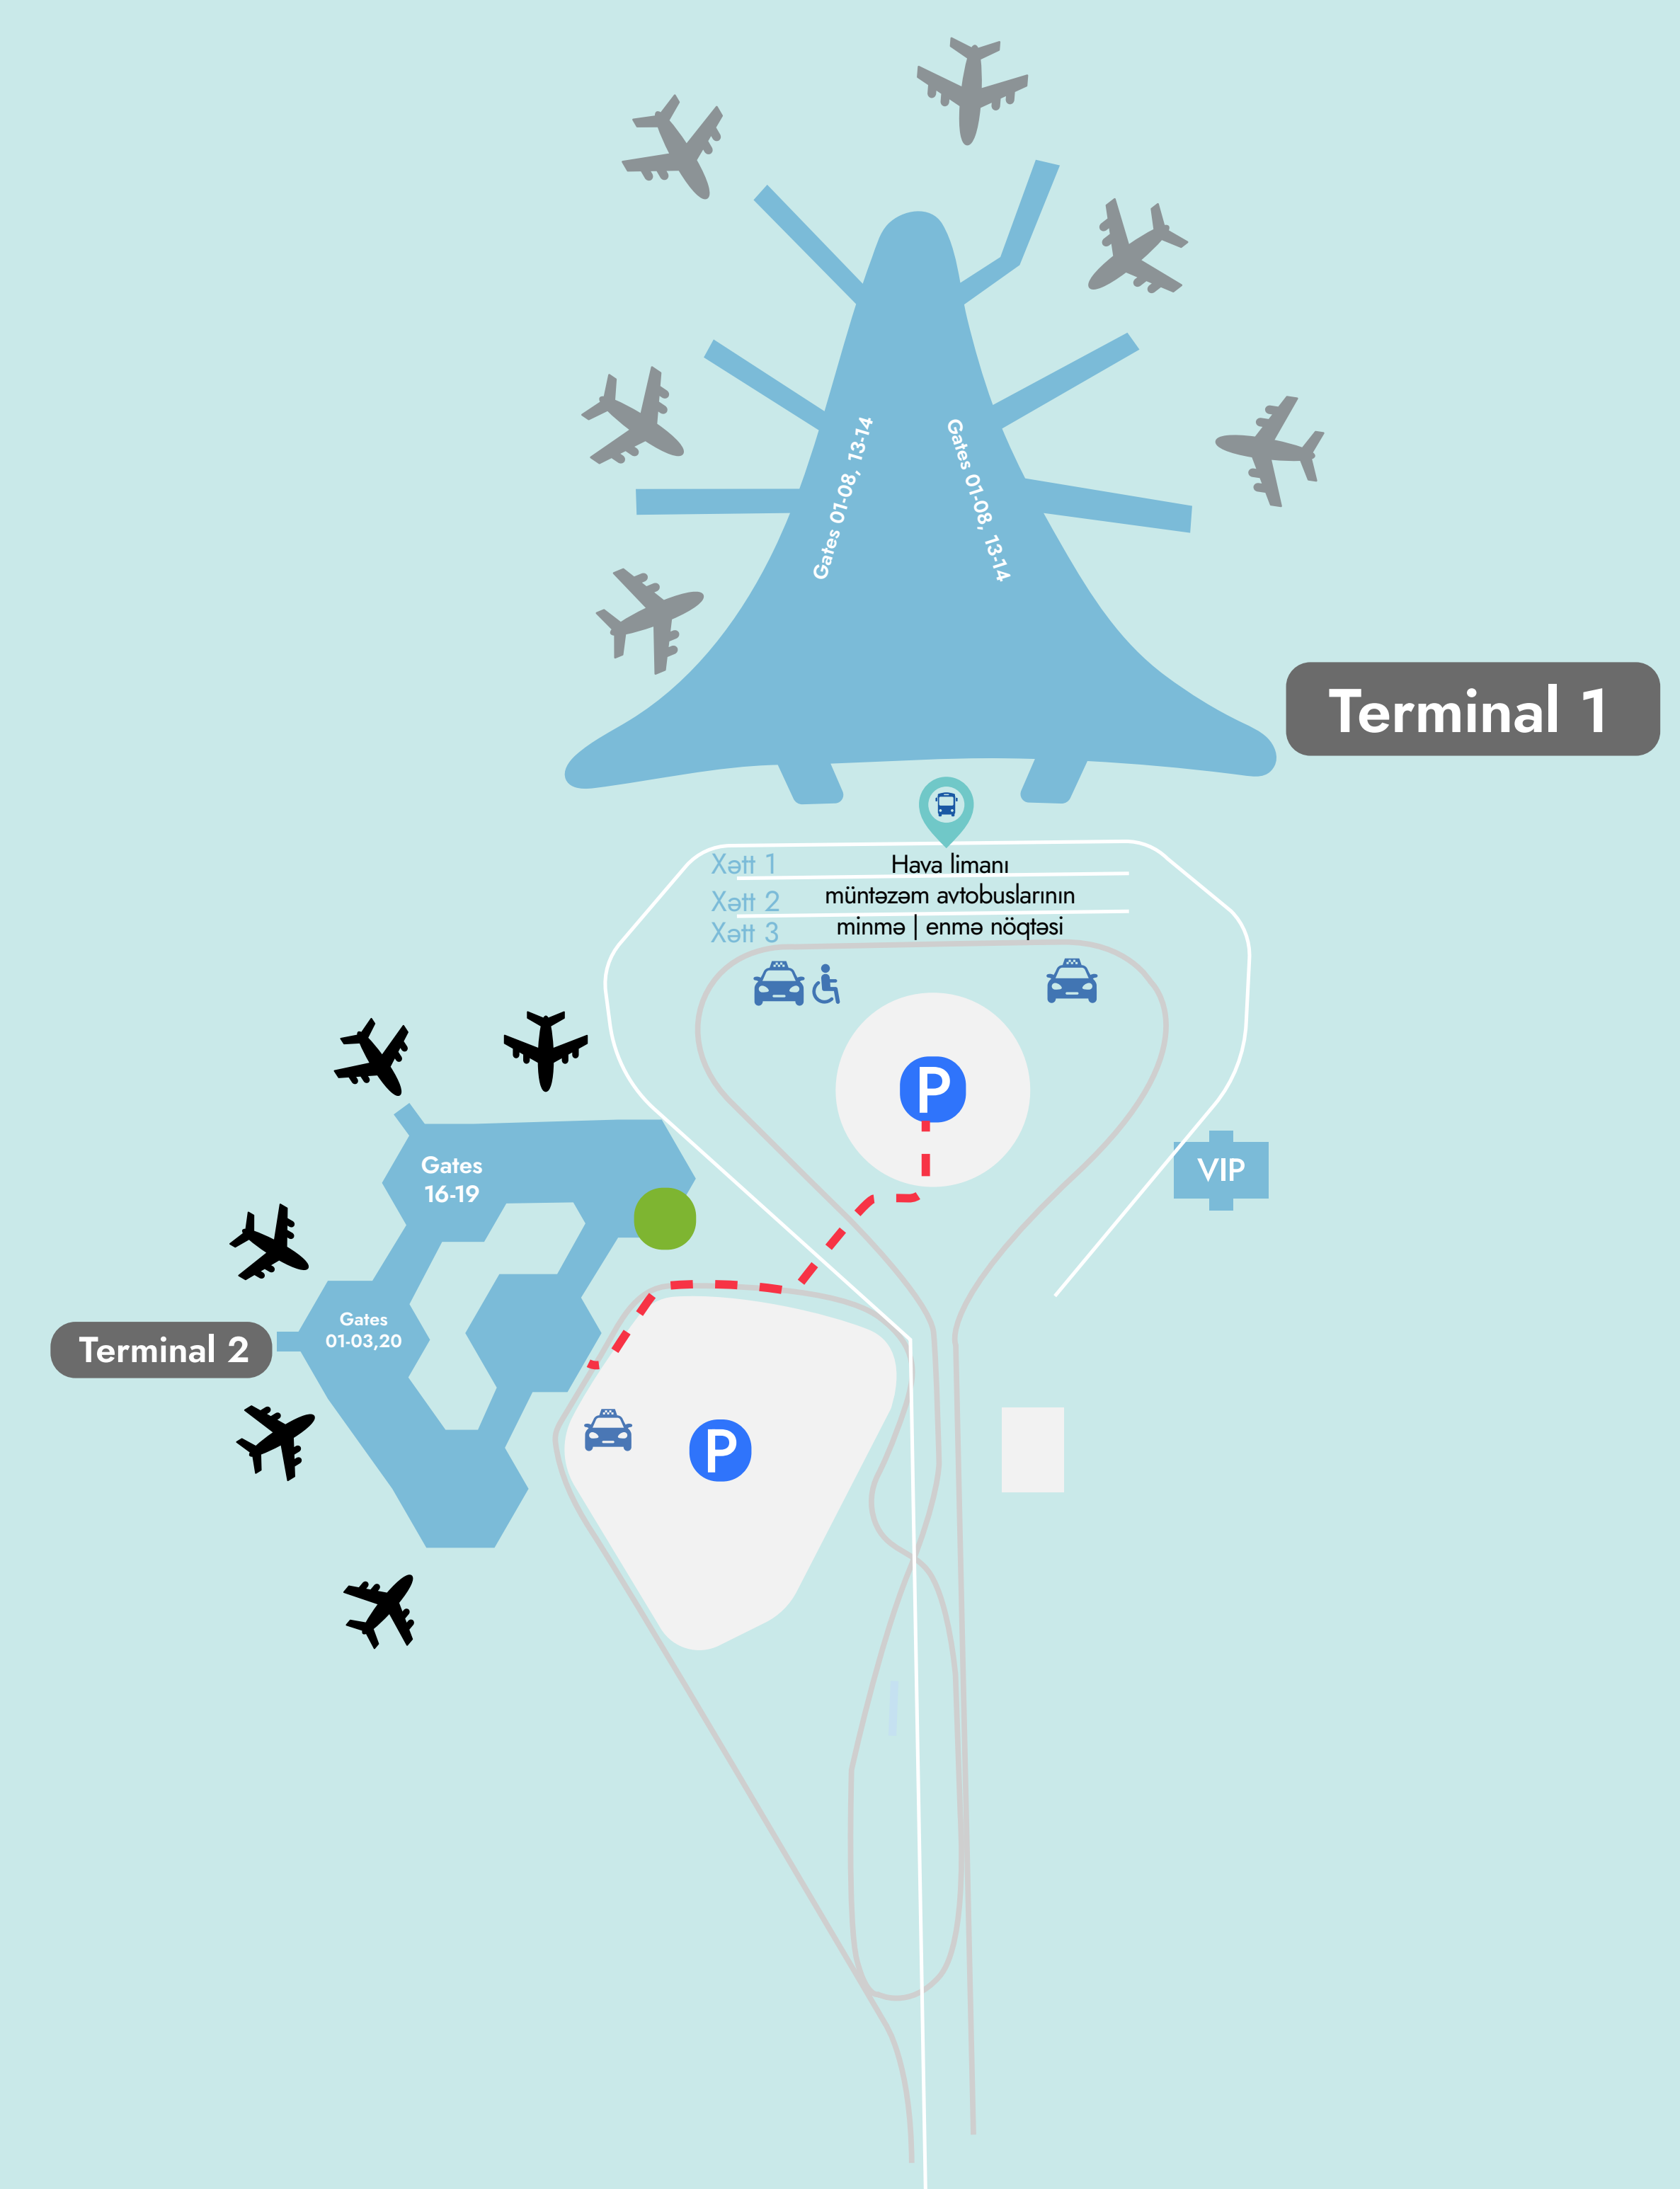 Gates 01-08, 13-14
Gates 01-08, 13-14
Terminal 1
Xətt 1
Hava limanı
Xətt 2
müntəzəm avtobuslarının
Xətt 3
minmə | enmə nöqtəsi
P
Gates
16-19
VIP
Gates
01-03,20
Terminal 2
P